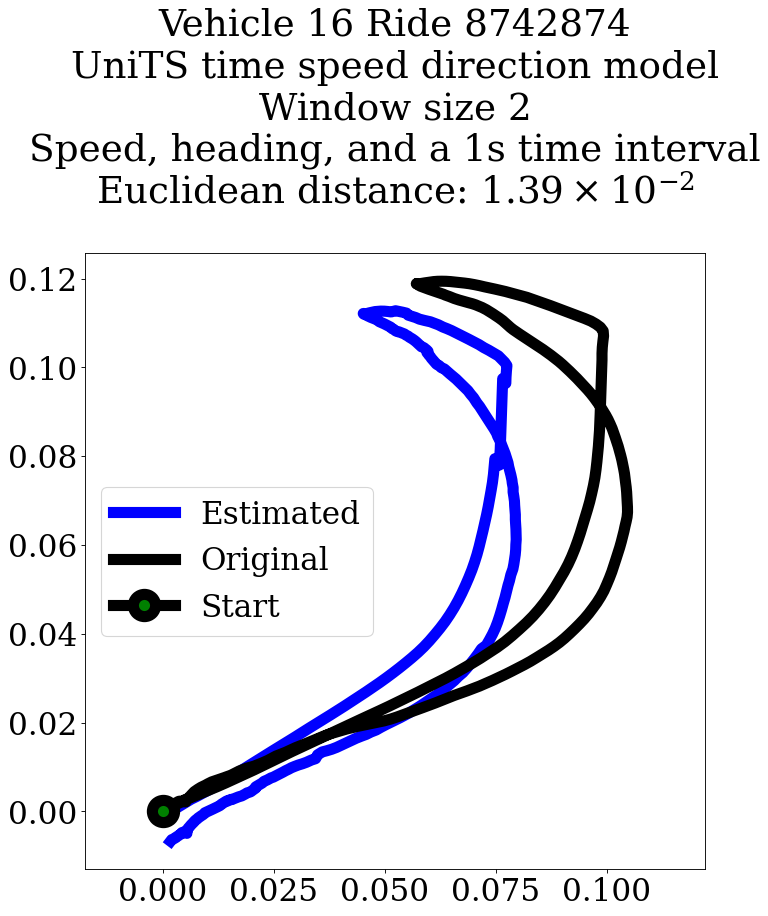 Vehicle 16 Ride 8742874
UniTS time speed direction model
Window size 2
Speed, heading, and a 1s time interval
Euclidean distance: 1.39 × 10⁻²
0.12
0.10
0.08
0.06
0.04
0.02
0.00
Estimated
Original
Start
0.000 0.025 0.050 0.075 0.100